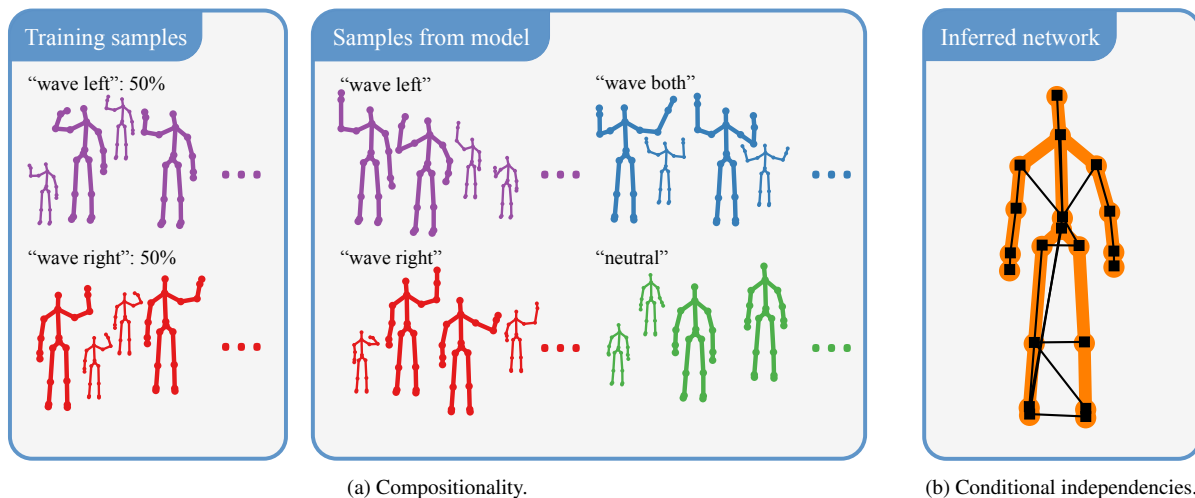 Training samples
“wave left”: 50%
“wave right”: 50%
Samples from model
“wave left”
“wave both”
“wave right”
“neutral”
Inferred network
(a) Compositionality.
(b) Conditional independencies.